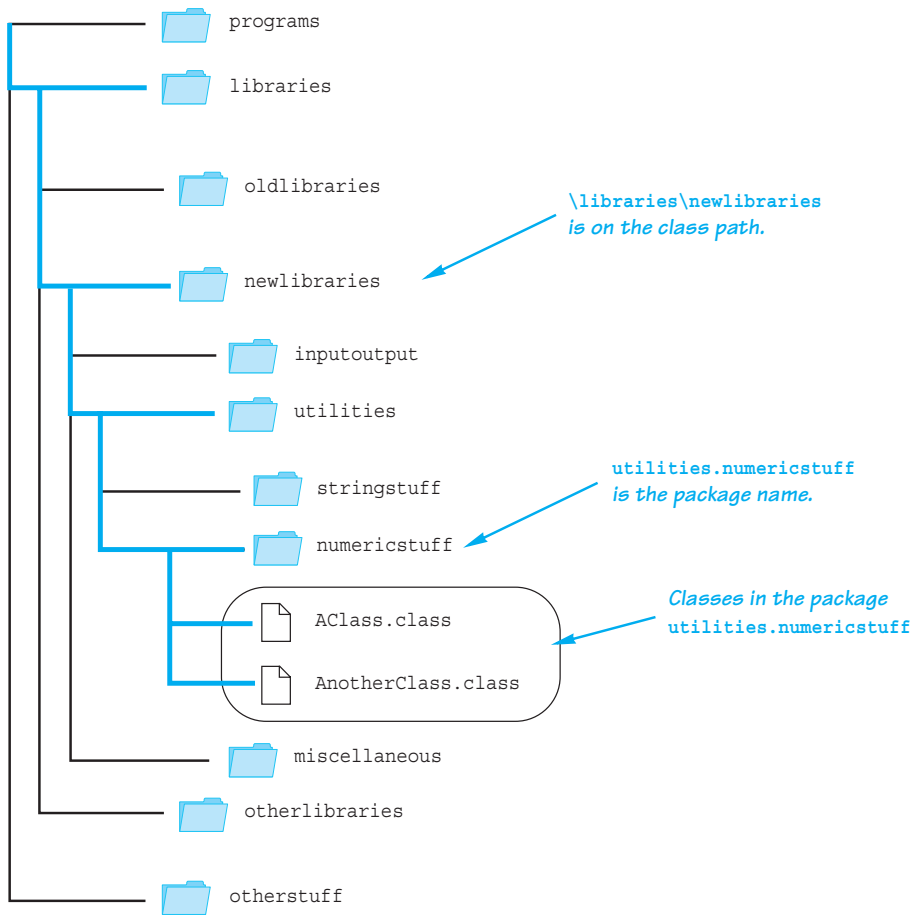 programs
libraries
oldlibraries
\libraries\newlibraries
is on the class path.
newlibraries
inputoutput
utilities
utilities.numericstuff
is the package name.
stringstuff
numericstuff
Classes in the package
utilities.numericstuff
AClass.class
AnotherClass.class
miscellaneous
otherlibraries
otherstuff